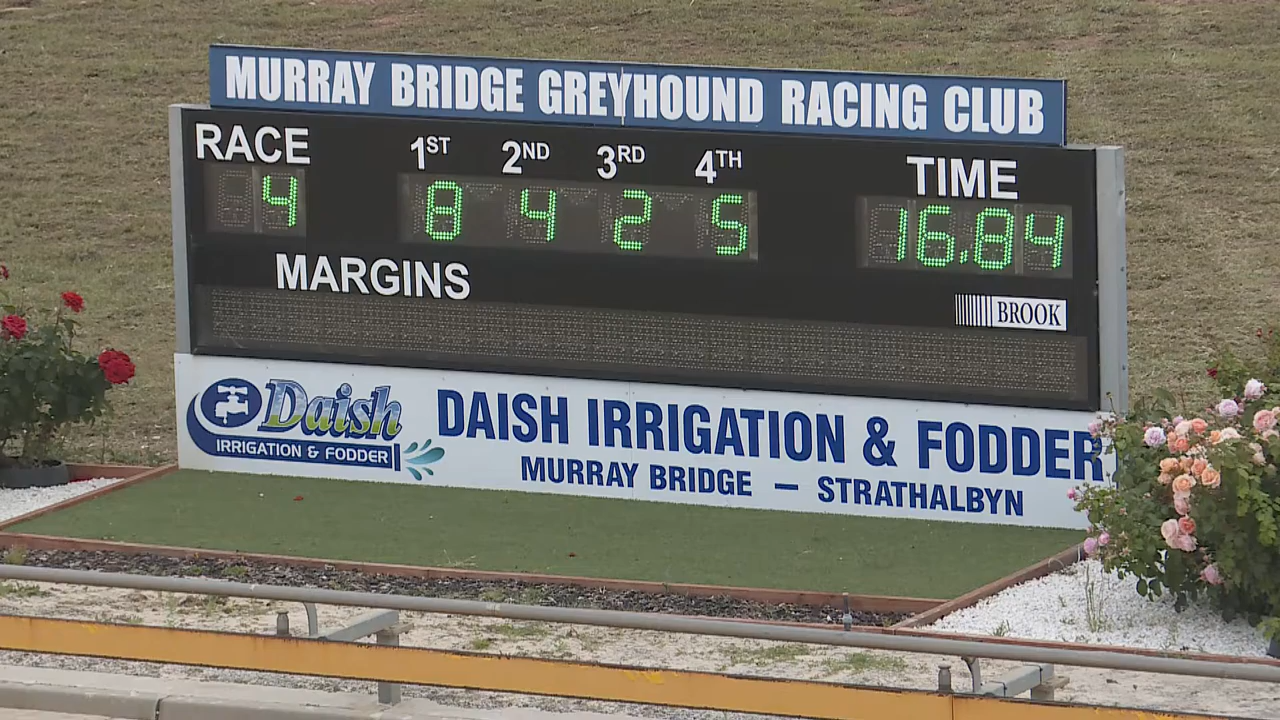 MURRAY BRIDGE GREYHOUND RACING CLUB
RACE 1ST 2ND 3RD 4TH TIME
4 8 4 2 5 16.84
MARGINS
BROOK
Daish
IRRIGATION & FODDER
DAISH IRRIGATION & FODDER
MURRAY BRIDGE – STRATHALBYN